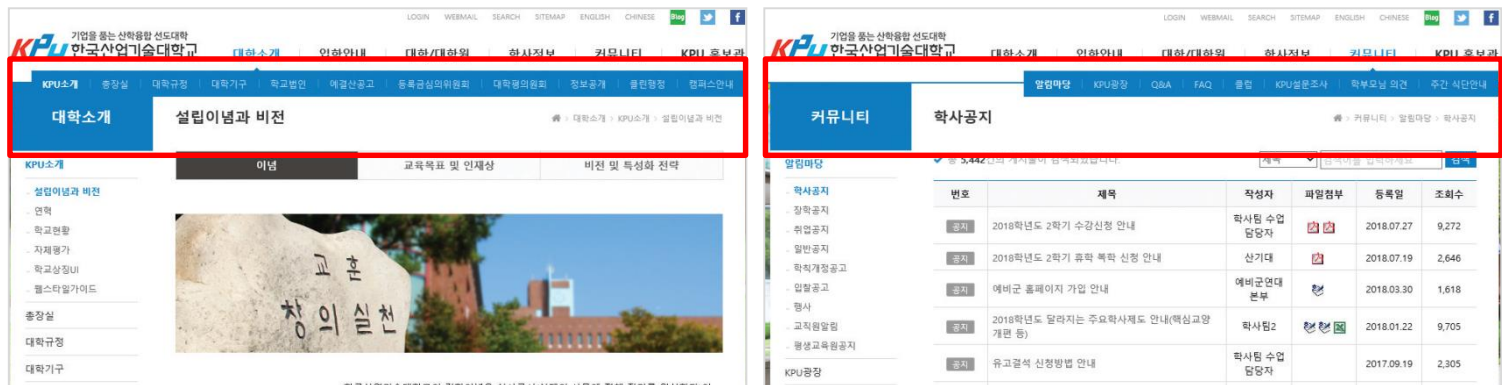 LOGIN WEBMAIL SEARCH SITEMAP ENGLISH CHINESE Blog
기업을 품는 산학융합 선도대학
KPU 한국산업기술대학교 대학소개 입학안내 대학/대학원 학사정보 커뮤니티 KPU 홍보관
KPU소개 총장실 대학규정 대학기구 학교법인 예결산공고 등록금심의위원회 대학평의원회 정보공개 클린행정 캠퍼스안내
대학소개 설립이념과 비전 > 대학소개 > KPU소개 > 설립이념과 비전
KPU소개 이념 교육목표 및 인재상 비전 및 특성화 전략
설립이념과 비전
연혁
학교현황
자체평가
학교상징UI
웹스타일가이드
총장실
대학규정
대학기구
교훈
창의 실천
LOGIN WEBMAIL SEARCH SITEMAP ENGLISH CHINESE Blog
기업을 품는 산학융합 선도대학
KPU 한국산업기술대학교 대학소개 입학안내 대학/대학원 학사정보 커뮤니티 KPU 홍보관
알림마당 KPU광장 Q&A FAQ 클럽 KPU설문조사 학부모님 의견 주간 식단안내
커뮤니티 학사공지 > 커뮤니티 > 알림마당 > 학사공지
알림마당 총 5,442건의 게시물이 검색되었습니다. 제목 검색어를 입력하세요 검색
학사공지
장학공지
취업공지
일반공지
학칙개정공고
입찰공고
행사
교직원알림
평생교육원공지
KPU광장
번호 제목 작성자 파일첨부 등록일 조회수
공지 2018학년도 2학기 수강신청 안내 학사팀 수업 담당자 2018.07.27 9,272
공지 2018학년도 2학기 휴학 복학 신청 안내 산기대 2018.07.19 2,646
공지 예비군 홈페이지 가입 안내 예비군연대 본부 2018.03.30 1,618
공지 2018학년도 달라지는 주요학사제도 안내(핵심교양 개편 등) 학사팀2 2018.01.22 9,705
공지 유고결석 신청방법 안내 학사팀 수업 담당자 2017.09.19 2,305